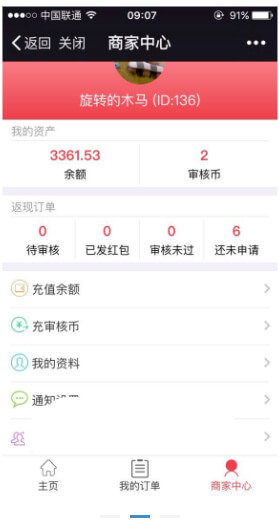 中国联通 09:07 91%
返回 关闭 商家中心
旋转的木马 (ID:136)
我的资产
3361.53 2
余额 审核币
返现订单
0 0 0 6
待审核 已发红包 审核未过 还未申请
充值余额
充审核币
我的资料
通知
主页 我的订单 商家中心